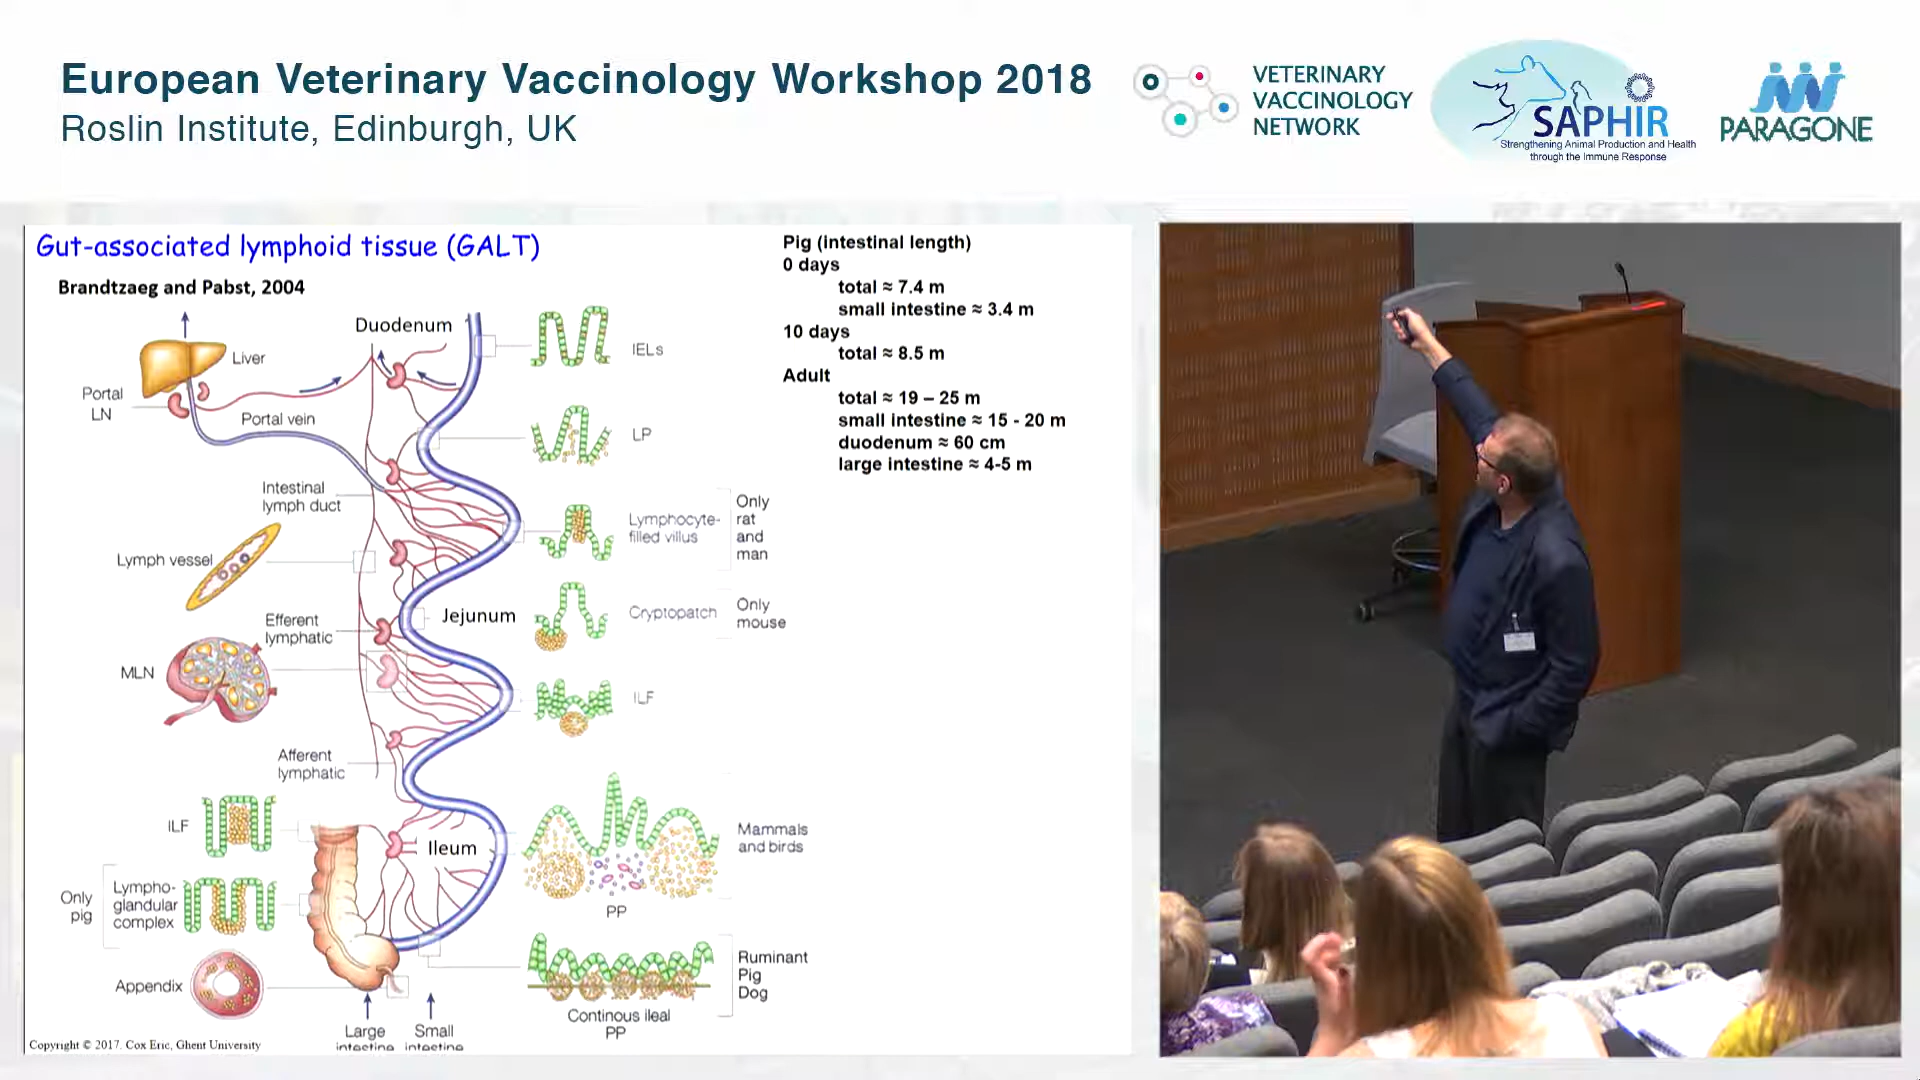 European Veterinary Vaccinology Workshop 2018
Roslin Institute, Edinburgh, UK
VETERINARY
VACCINOLOGY
NETWORK
SAPHIR
Strengthening Animal Production and Health
through the Immune Response
PARAGONE
Gut-associated lymphoid tissue (GALT)
Brandtzaeg and Pabst, 2004
Pig (intestinal length)
0 days
total ≈ 7.4 m
small intestine ≈ 3.4 m
10 days
total ≈ 8.5 m
Adult
total ≈ 19 – 25 m
small intestine ≈ 15 - 20 m
duodenum ≈ 60 cm
large intestine ≈ 4-5 m
Duodenum
Liver
IELs
Portal
LN
Portal vein
LP
Intestinal
lymph duct
Lymphocyte-
filled villus
Only
rat
and
man
Lymph vessel
Efferent
lymphatic
Jejunum
Cryptopatch
Only
mouse
MLN
ILF
Afferent
lymphatic
ILF
Ileum
Mammals
and birds
PP
Only
pig
Lympho-
glandular
complex
Appendix
Ruminant
Pig
Dog
Continous ileal
PP
Large
intestine
Small
intestine
Copyright © 2017. Cox Eric, Ghent University